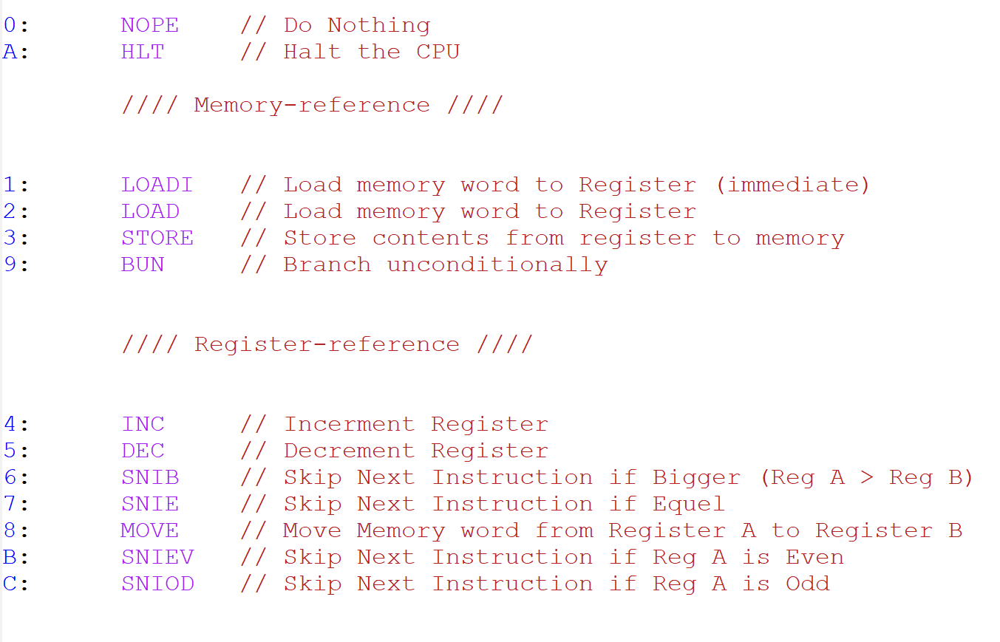 0: NOPE // Do Nothing
A: HLT // Halt the CPU
//// Memory-reference ////
1: LOADI // Load memory word to Register (immediate)
2: LOAD // Load memory word to Register
3: STORE // Store contents from register to memory
9: BUN // Branch unconditionally
//// Register-reference ////
4: INC // Incerment Register
5: DEC // Decrement Register
6: SNIB // Skip Next Instruction if Bigger (Reg A > Reg B)
7: SNIE // Skip Next Instruction if Equel
8: MOVE // Move Memory word from Register A to Register B
B: SNIEV // Skip Next Instruction if Reg A is Even
C: SNIOD // Skip Next Instruction if Reg A is Odd